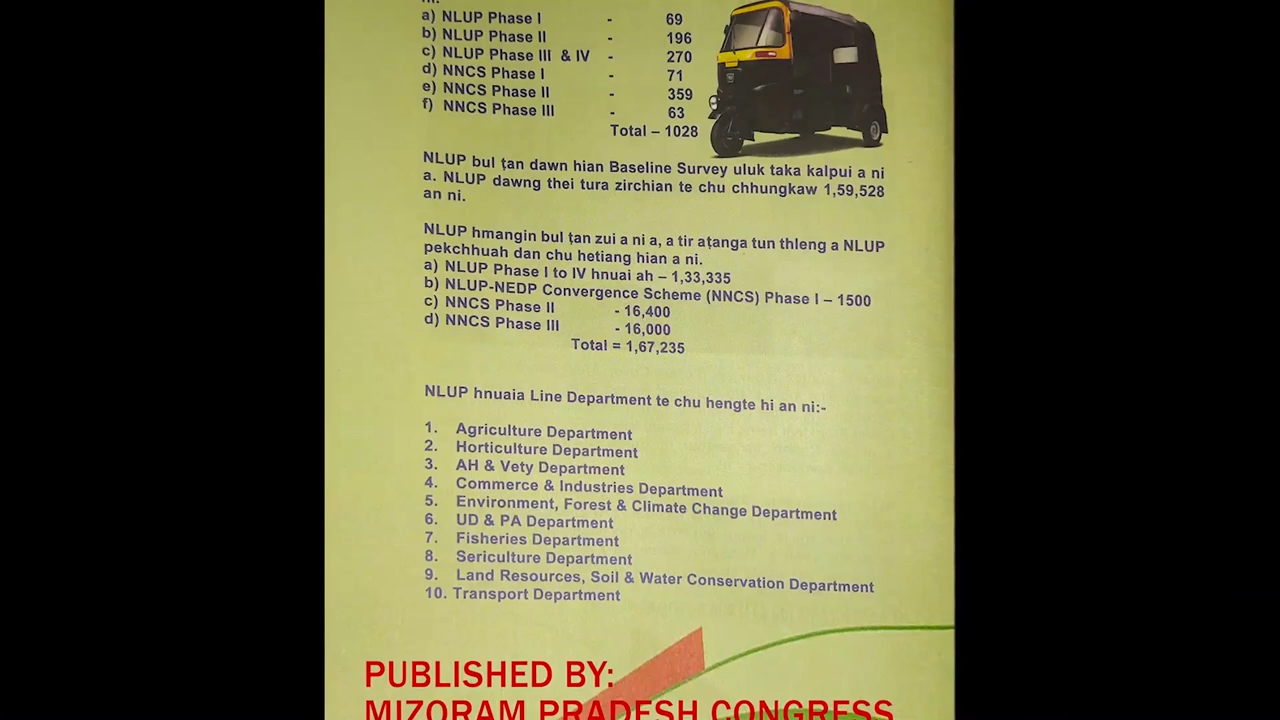 a) NLUP Phase I - 69
b) NLUP Phase II - 196
c) NLUP Phase III & IV - 270
d) NNCS Phase I - 71
e) NNCS Phase II - 359
f) NNCS Phase III - 63
Total – 1028
NLUP bul ṭan dawn hian Baseline Survey uluk taka kalpui a ni
a. NLUP dawng thei tura zirchian te chu chhungkaw 1,59,528
an ni.
NLUP hmangin bul ṭan zui a ni a, a tir aṭanga tun thleng a NLUP
pekchhuah dan chu hetiang hian a ni.
a) NLUP Phase I to IV hnuai ah – 1,33,335
b) NLUP-NEDP Convergence Scheme (NNCS) Phase I – 1500
c) NNCS Phase II - 16,400
d) NNCS Phase III - 16,000
Total = 1,67,235
NLUP hnuaia Line Department te chu hengte hi an ni:-
1. Agriculture Department
2. Horticulture Department
3. AH & Vety Department
4. Commerce & Industries Department
5. Environment, Forest & Climate Change Department
6. UD & PA Department
7. Fisheries Department
8. Sericulture Department
9. Land Resources, Soil & Water Conservation Department
10. Transport Department
PUBLISHED BY:
MIZORAM PRADESH CONGRESS